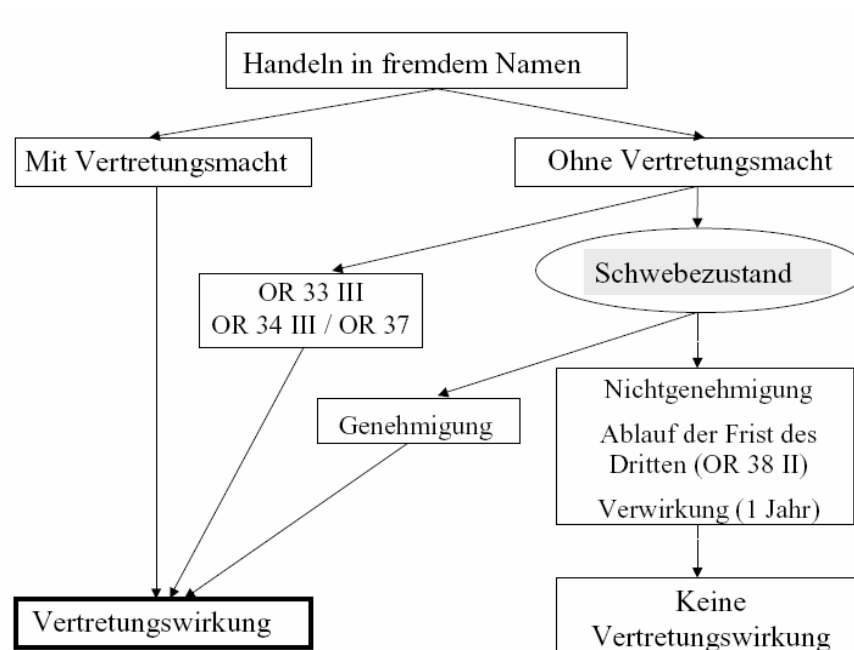 Handeln in fremdem Namen
Mit Vertretungsmacht
Ohne Vertretungsmacht
Schwebezustand
OR 33 III
OR 34 III / OR 37
Genehmigung
Nichtgenehmigung
Ablauf der Frist des
Dritten (OR 38 II)
Verwirkung (1 Jahr)
Vertretungswirkung
Keine
Vertretungswirkung